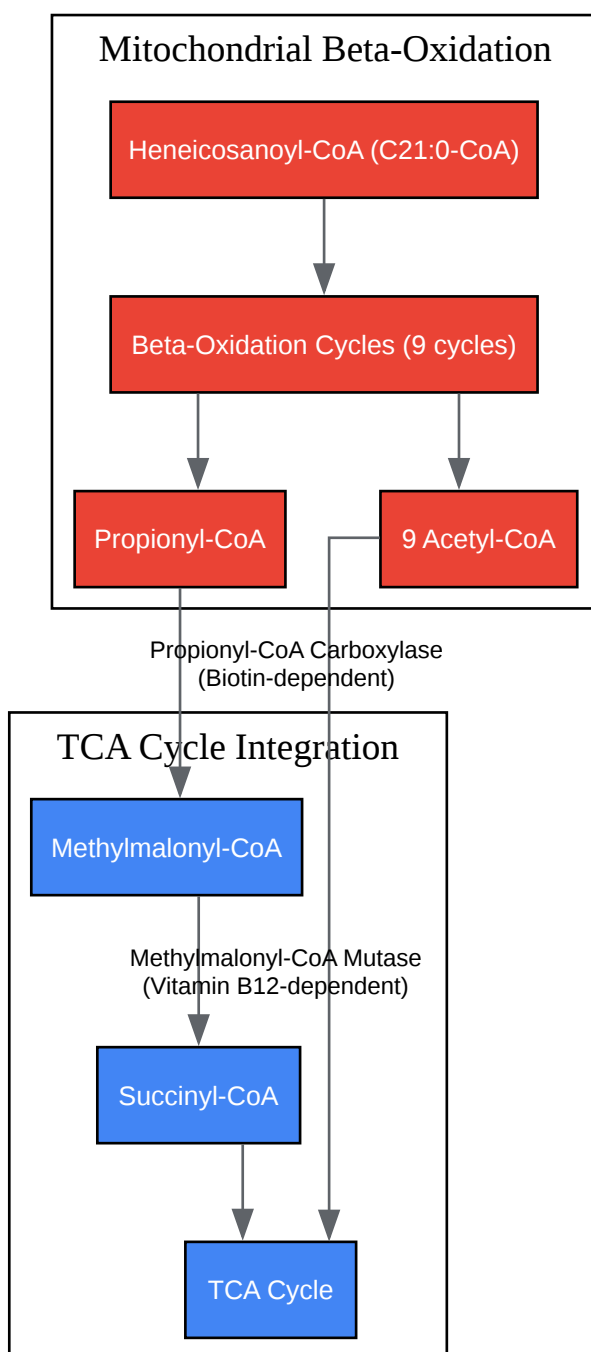 Mitochondrial Beta-Oxidation
Heneicosanoyl-CoA (C21:0-CoA)
Beta-Oxidation Cycles (9 cycles)
Propionyl-CoA
9 Acetyl-CoA
Propionyl-CoA Carboxylase
(Biotin-dependent)
TCA Cycle Integration
Methylmalonyl-CoA
Methylmalonyl-CoA Mutase
(Vitamin B12-dependent)
Succinyl-CoA
TCA Cycle